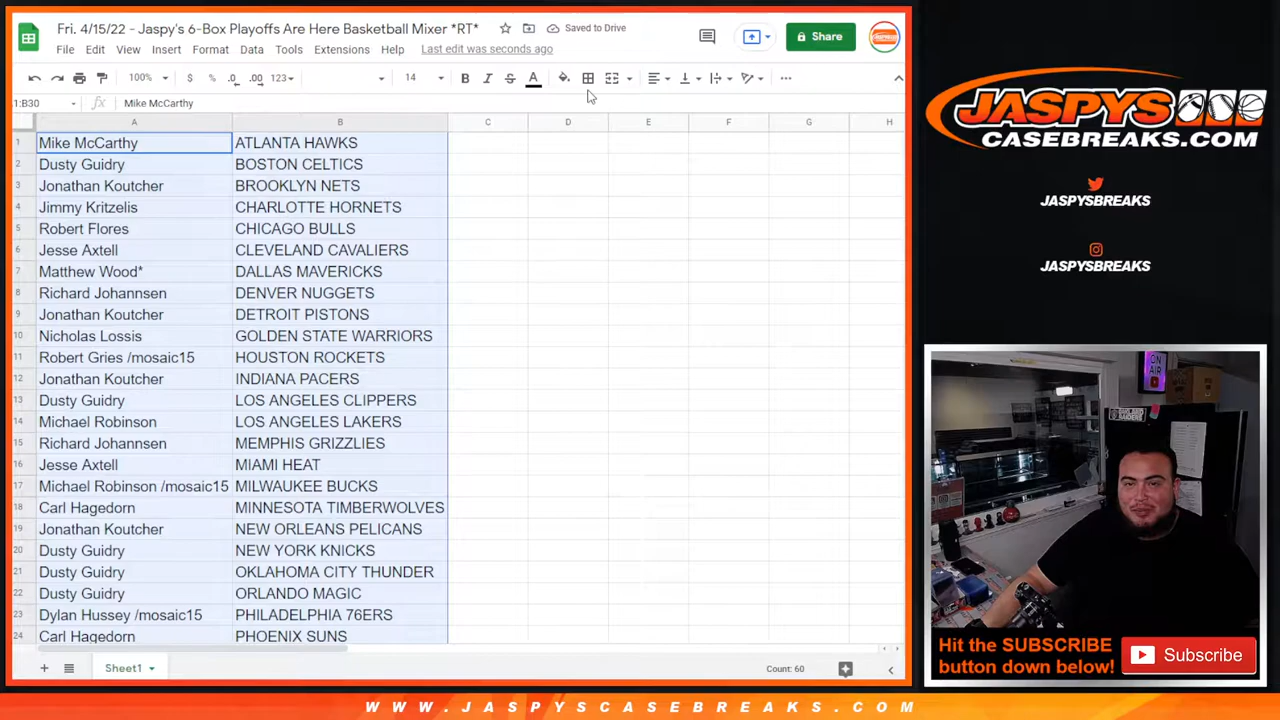 Fri. 4/15/22 - Jaspy's 6-Box Playoffs Are Here Basketball Mixer *RT*
Saved to Drive
File Edit View Insert Format Data Tools Extensions Help Last edit was seconds ago
Share
100% $ % .0 .00 123 14 B I S A
1:B30 fx Mike McCarthy
A B C D E F G H
1 Mike McCarthy ATLANTA HAWKS
2 Dusty Guidry BOSTON CELTICS
3 Jonathan Koutcher BROOKLYN NETS
4 Jimmy Kritzelis CHARLOTTE HORNETS
5 Robert Flores CHICAGO BULLS
6 Jesse Axtell CLEVELAND CAVALIERS
7 Matthew Wood* DALLAS MAVERICKS
8 Richard Johannsen DENVER NUGGETS
9 Jonathan Koutcher DETROIT PISTONS
10 Nicholas Lossis GOLDEN STATE WARRIORS
11 Robert Gries /mosaic15 HOUSTON ROCKETS
12 Jonathan Koutcher INDIANA PACERS
13 Dusty Guidry LOS ANGELES CLIPPERS
14 Michael Robinson LOS ANGELES LAKERS
15 Richard Johannsen MEMPHIS GRIZZLIES
16 Jesse Axtell MIAMI HEAT
17 Michael Robinson /mosaic15 MILWAUKEE BUCKS
18 Carl Hagedorn MINNESOTA TIMBERWOLVES
19 Jonathan Koutcher NEW ORLEANS PELICANS
20 Dusty Guidry NEW YORK KNICKS
21 Dusty Guidry OKLAHOMA CITY THUNDER
22 Dusty Guidry ORLANDO MAGIC
23 Dylan Hussey /mosaic15 PHILADELPHIA 76ERS
24 Carl Hagedorn PHOENIX SUNS
Sheet1
Count: 60
JASPYS
CASEBREAKS.COM
JASPYSBREAKS
JASPYSBREAKS
ON
AIR
Hit the SUBSCRIBE
button down below!
Subscribe
WWW.JASPYSCASEBREAKS.COM